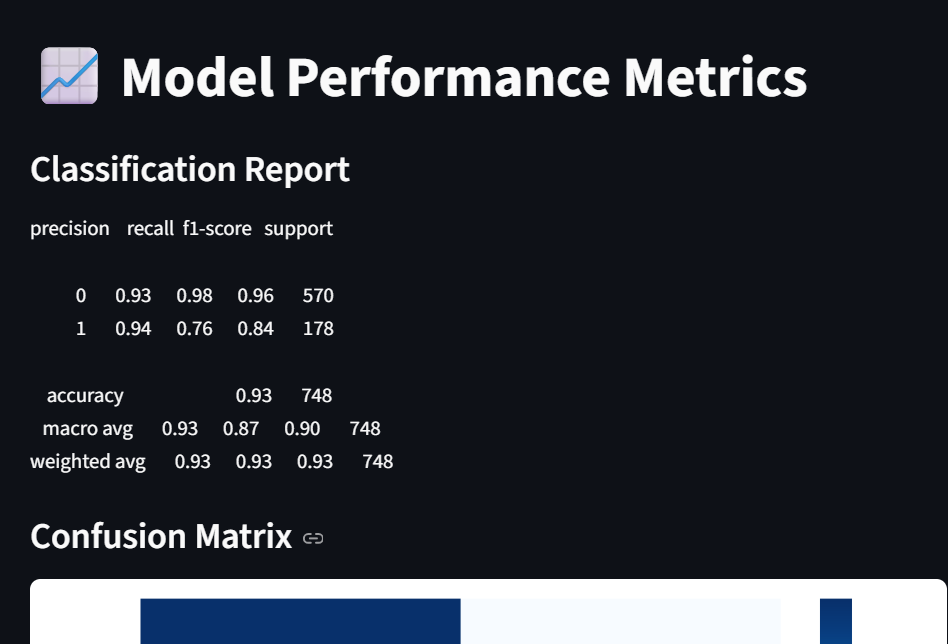 Model Performance Metrics
Classification Report
precision recall f1-score support
0 0.93 0.98 0.96 570
1 0.94 0.76 0.84 178
accuracy 0.93 748
macro avg 0.93 0.87 0.90 748
weighted avg 0.93 0.93 0.93 748
Confusion Matrix